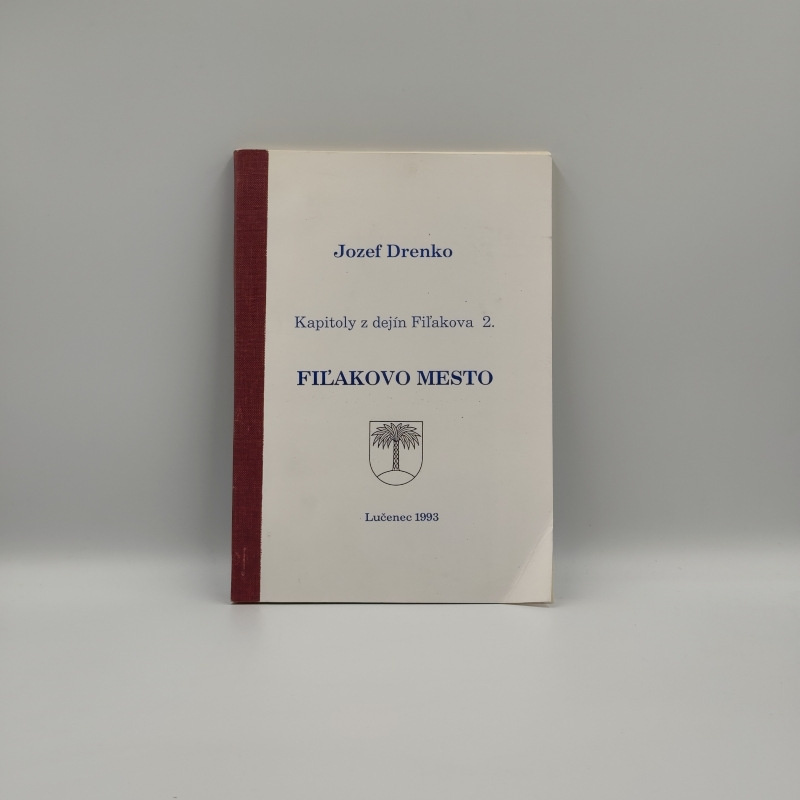 Jozef Drenko
Kapitoly z dejín Fiľakova 2.
FIĽAKOVO MESTO
Lučenec 1993